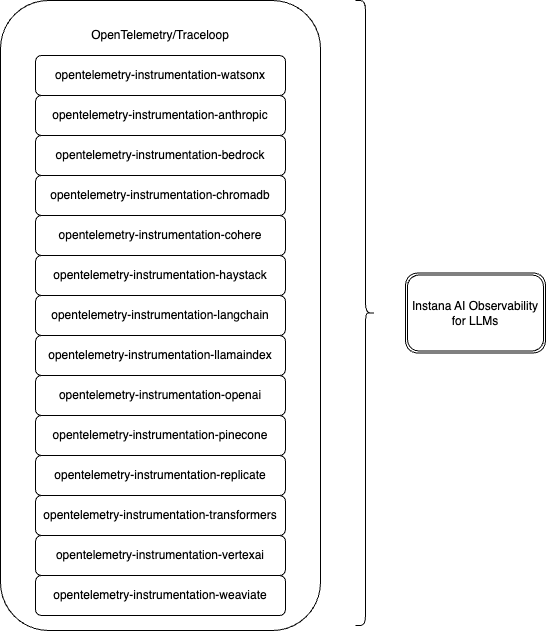 OpenTelemetry/Traceloop
opentelemetry-instrumentation-watsonx
opentelemetry-instrumentation-anthropic
opentelemetry-instrumentation-bedrock
opentelemetry-instrumentation-chromadb
opentelemetry-instrumentation-cohere
opentelemetry-instrumentation-haystack
opentelemetry-instrumentation-langchain
opentelemetry-instrumentation-llamaindex
opentelemetry-instrumentation-openai
opentelemetry-instrumentation-pinecone
opentelemetry-instrumentation-replicate
opentelemetry-instrumentation-transformers
opentelemetry-instrumentation-vertexai
opentelemetry-instrumentation-weaviate
Instana AI Observability
for LLMs